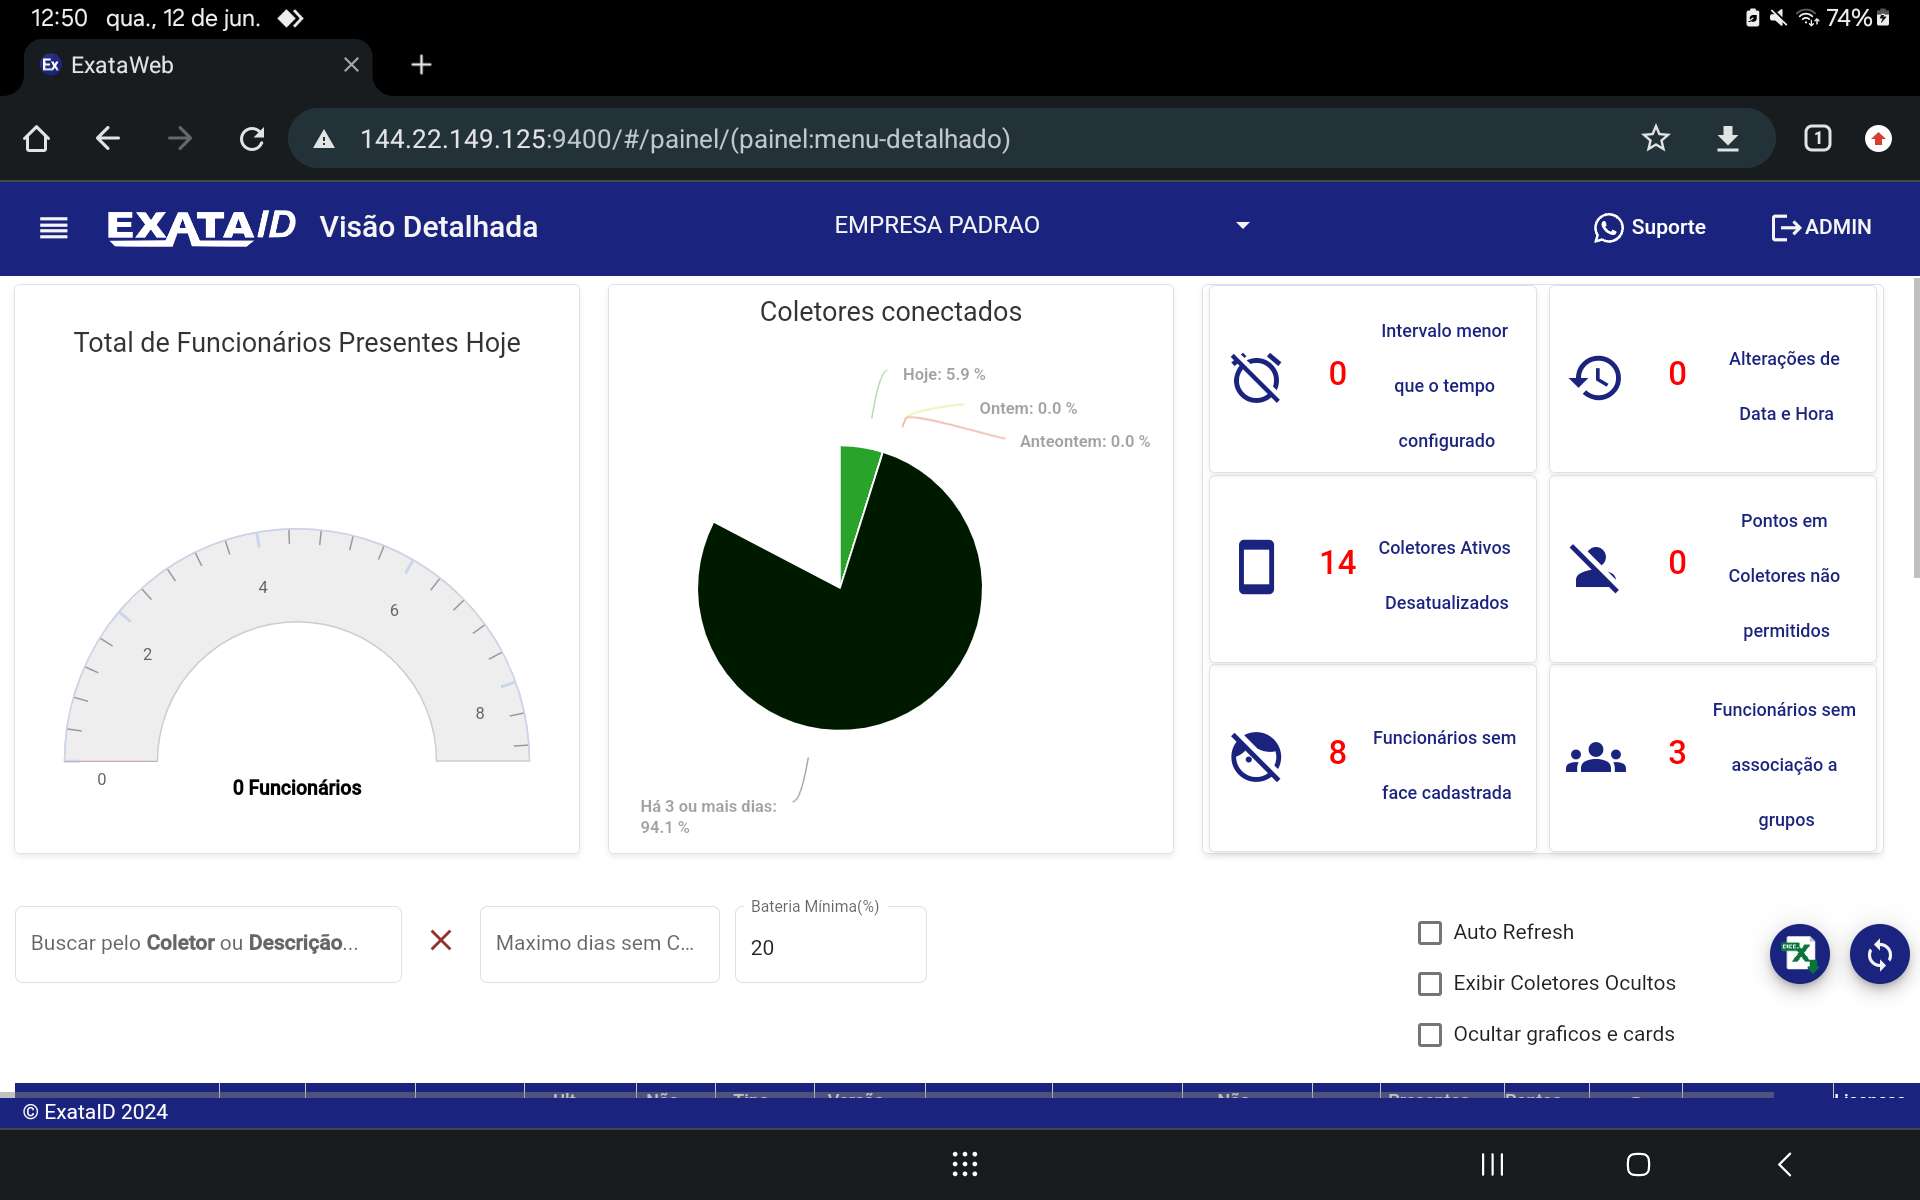 12:50 qua., 12 de jun.
74%
Ex ExataWeb
144.22.149.125:9400/#/painel/(painel:menu-detalhado)
1
EXATAID Visão Detalhada
EMPRESA PADRAO
Suporte
ADMIN
Total de Funcionários Presentes Hoje
0
2
4
6
8
0 Funcionários
Coletores conectados
Hoje: 5.9 %
Ontem: 0.0 %
Anteontem: 0.0 %
Há 3 ou mais dias:
94.1 %
0
Intervalo menor
que o tempo
configurado
0
Alterações de
Data e Hora
14
Coletores Ativos
Desatualizados
0
Pontos em
Coletores não
permitidos
8
Funcionários sem
face cadastrada
3
Funcionários sem
associação a
grupos
Buscar pelo Coletor ou Descrição...
Maximo dias sem C...
Bateria Mínima(%)
20
Auto Refresh
Exibir Coletores Ocultos
Ocultar graficos e cards
© ExataID 2024